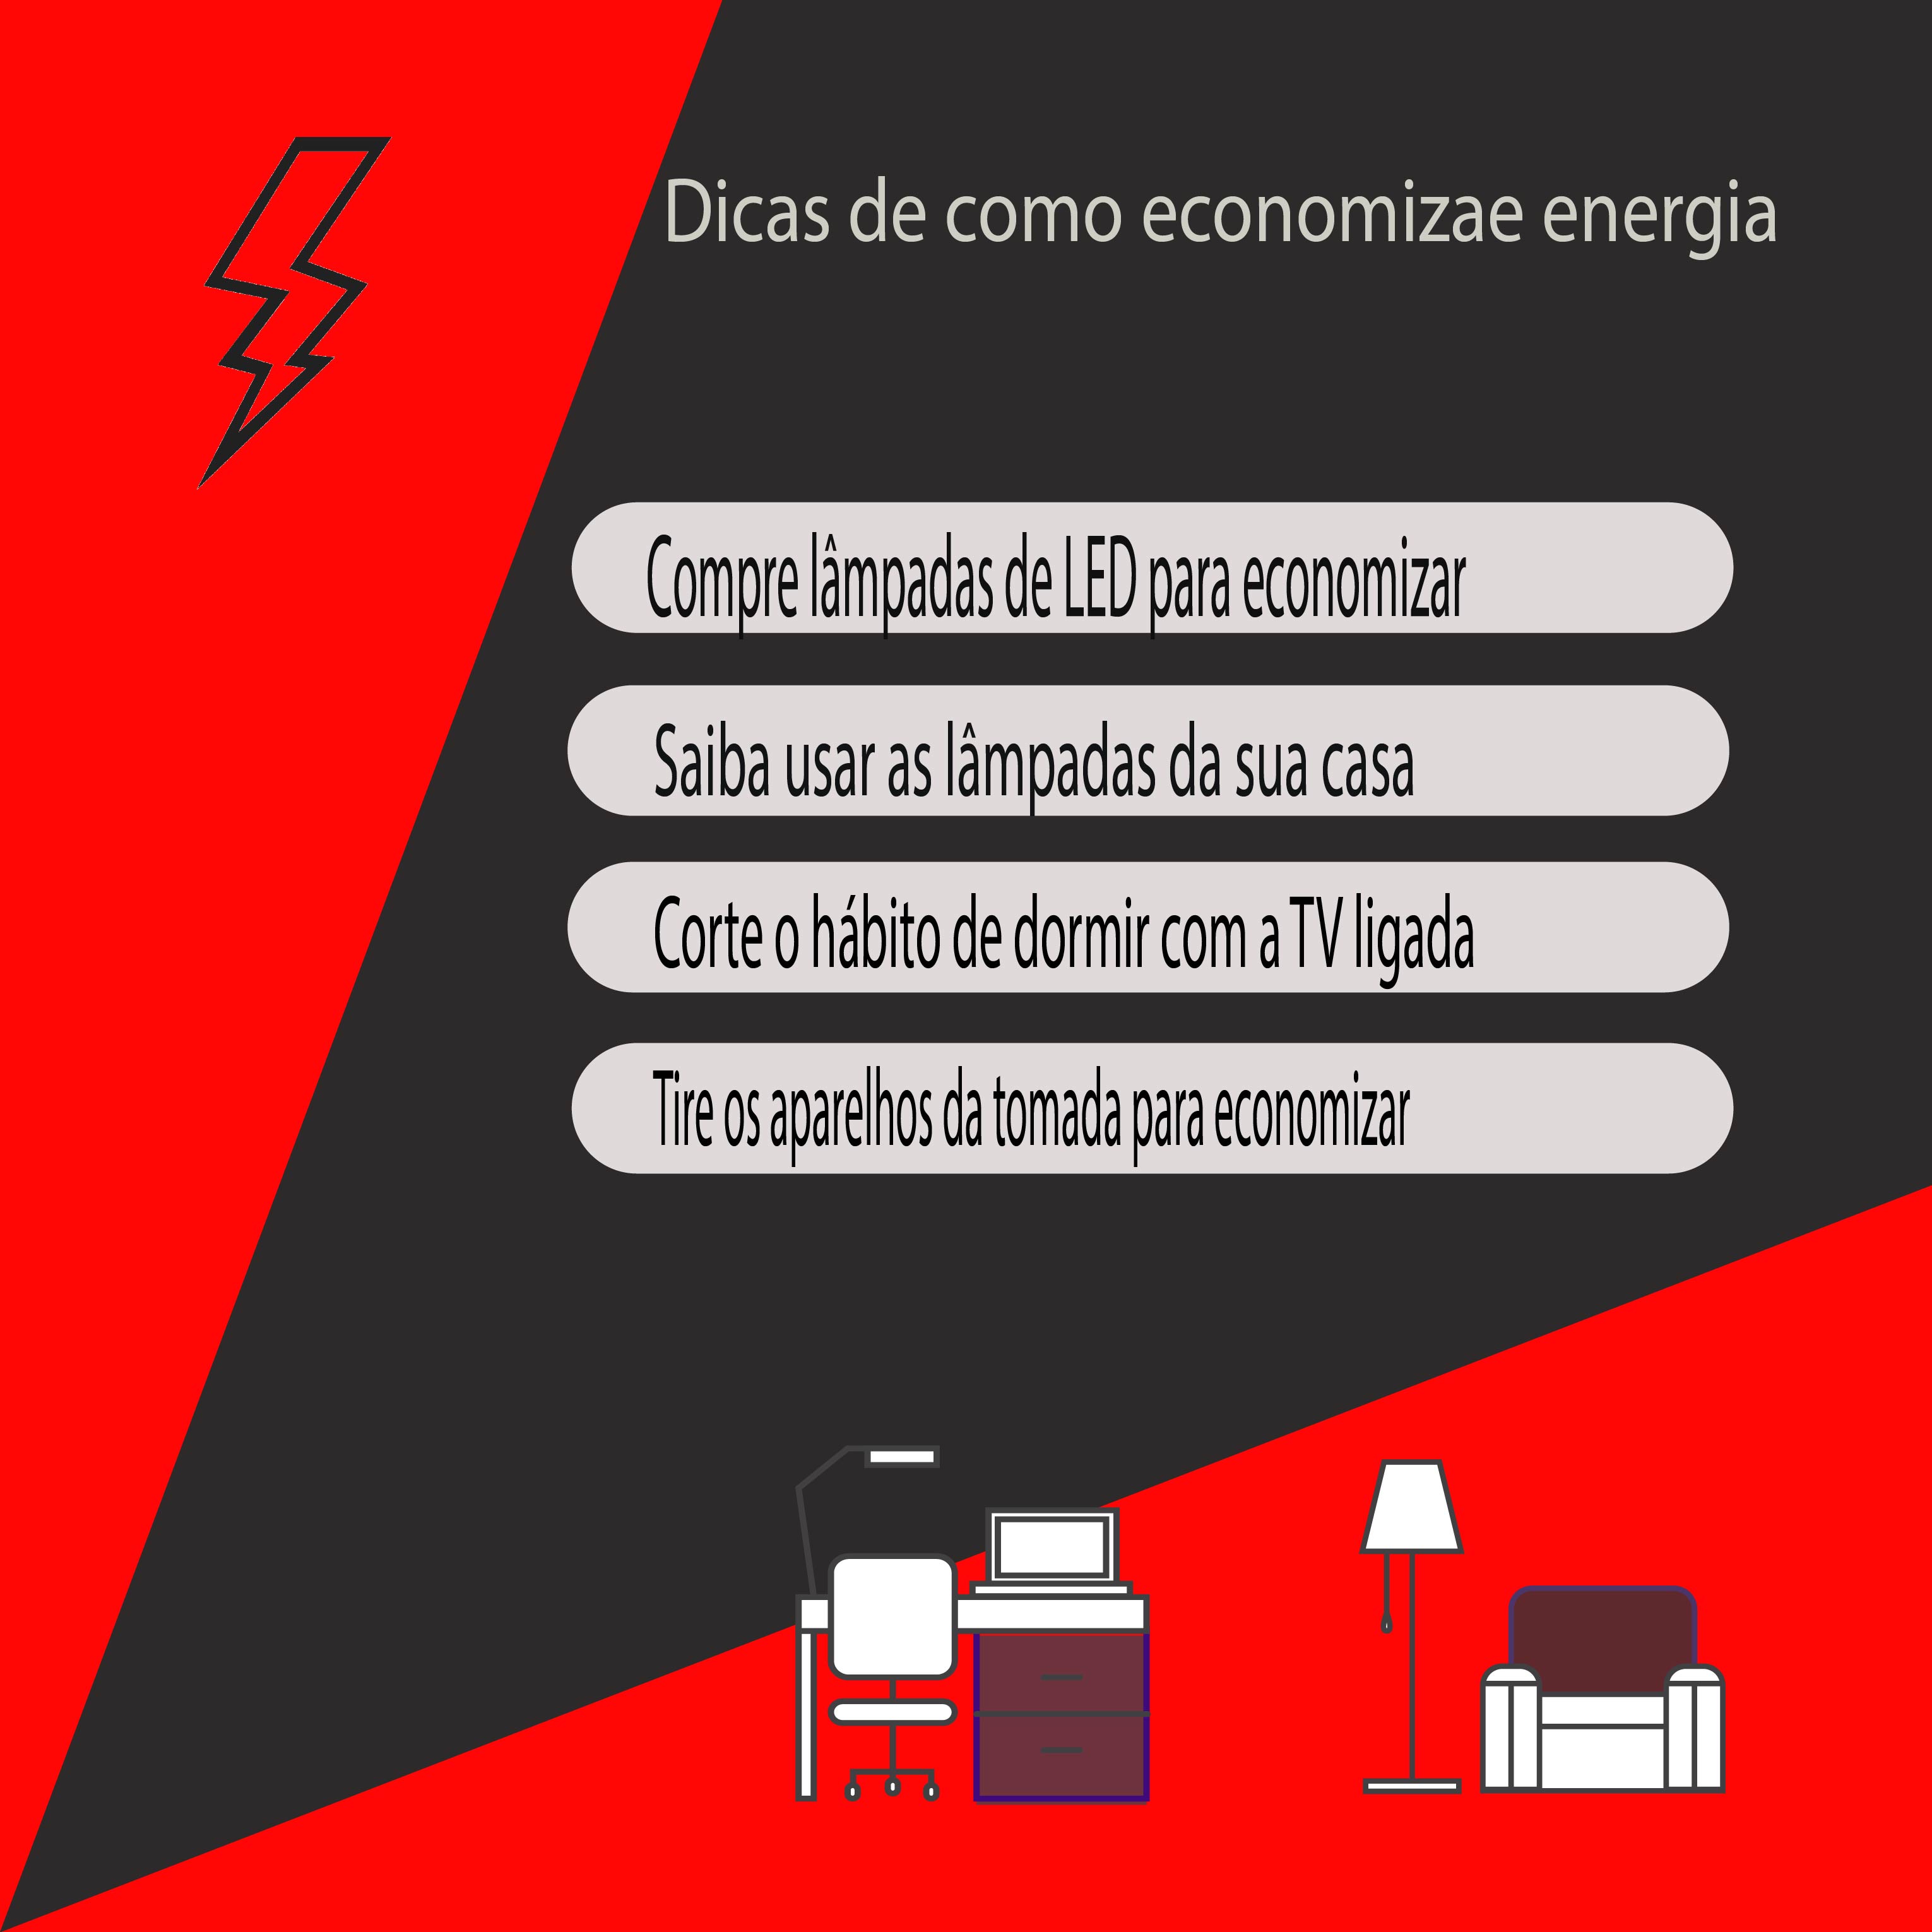 Dicas de como economizae energia
Compre lâmpadas de LED para economizar
Saiba usar as lâmpadas da sua casa
Corte o hábito de dormir com a TV ligada
Tire os aparelhos da tomada para economizar